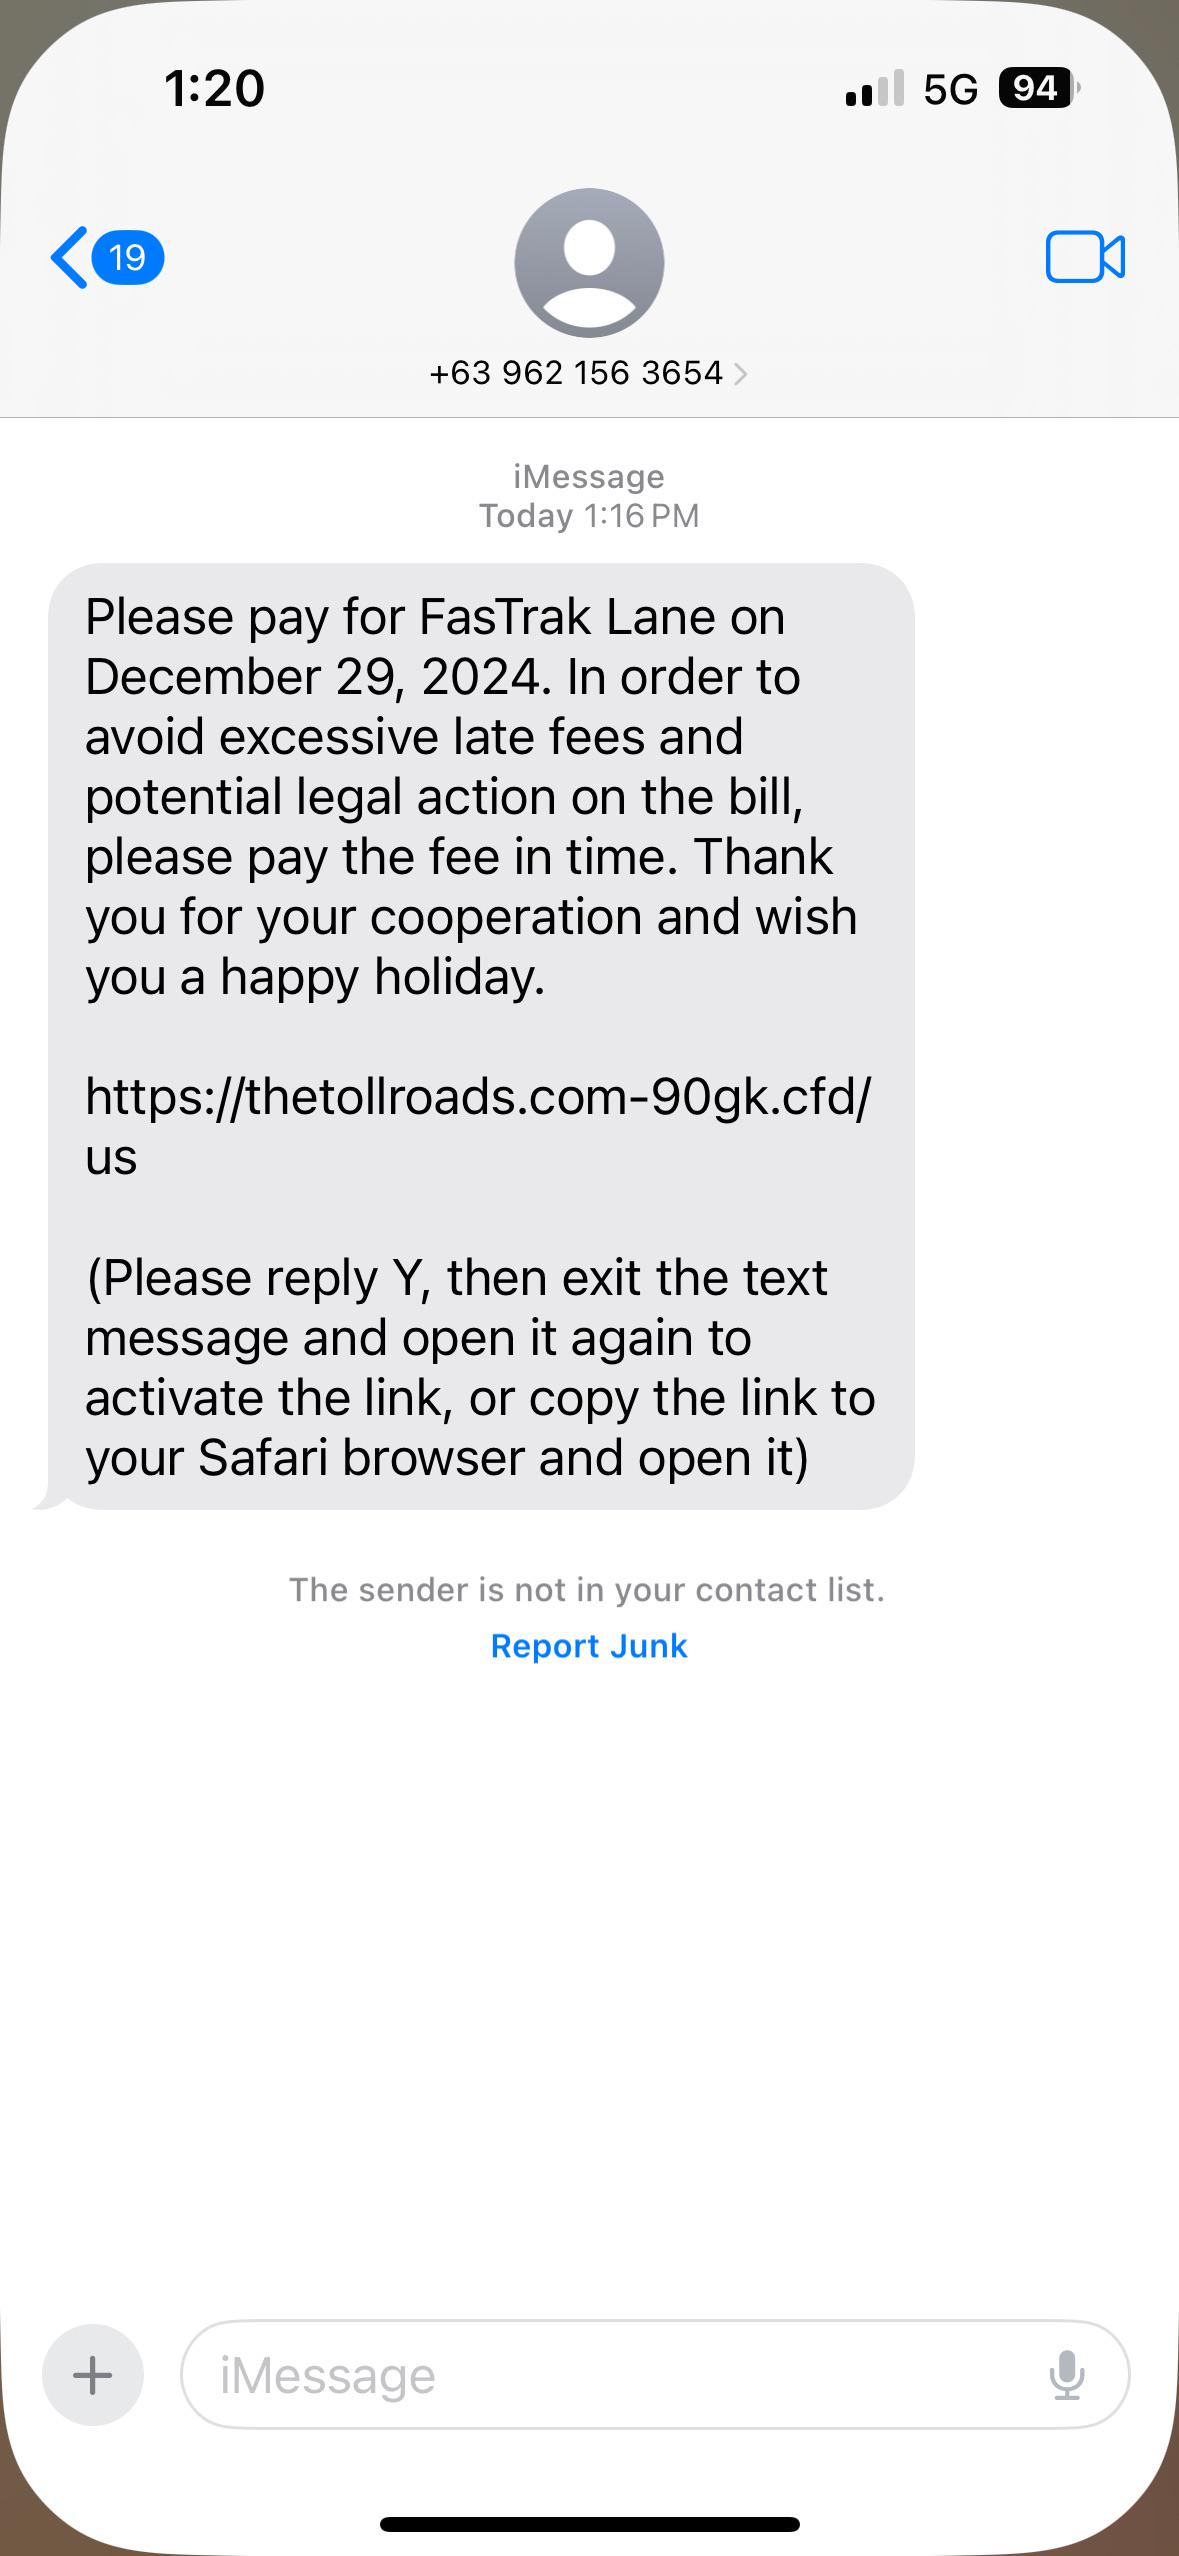 1:20
5G
94
19
+63 962 156 3654
iMessage
Today 1:16 PM
Please pay for FasTrak Lane on
December 29, 2024. In order to
avoid excessive late fees and
potential legal action on the bill,
please pay the fee in time. Thank
you for your cooperation and wish
you a happy holiday.
https://thetollroads.com-90gk.cfd/
us
(Please reply Y, then exit the text
message and open it again to
activate the link, or copy the link to
your Safari browser and open it)
The sender is not in your contact list.
Report Junk
iMessage